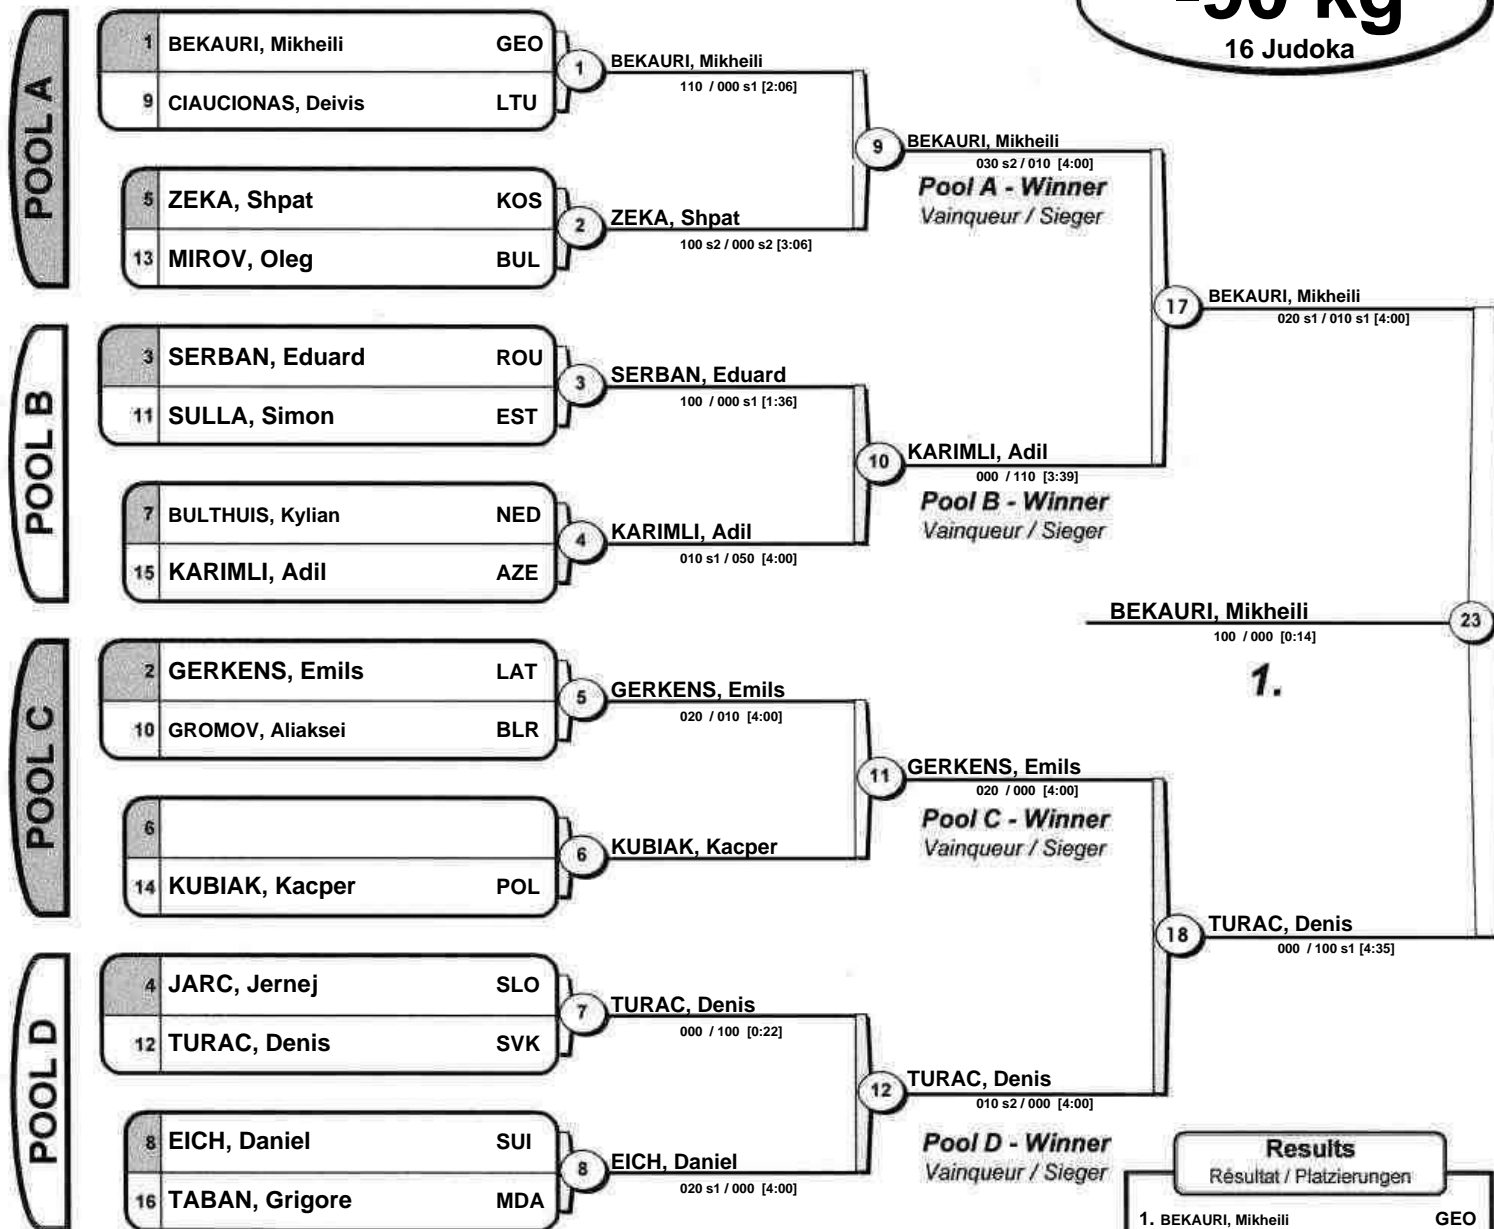 -90 kg
16 Judoka
POOL A
1 BEKAURI, Mikheili GEO
9 CIAUCIONAS, Deivis LTU
5 ZEKA, Shpat KOS
13 MIROV, Oleg BUL
1
BEKAURI, Mikheili
110 / 000 s1 [2:06]
2
ZEKA, Shpat
100 s2 / 000 s2 [3:06]
9
BEKAURI, Mikheili
030 s2 / 010 [4:00]
Pool A - Winner
Vainqueur / Sieger
POOL B
3 SERBAN, Eduard ROU
11 SULLA, Simon EST
7 BULTHUIS, Kylian NED
15 KARIMLI, Adil AZE
3
SERBAN, Eduard
100 / 000 s1 [1:36]
4
KARIMLI, Adil
010 s1 / 050 [4:00]
10
KARIMLI, Adil
000 / 110 [3:39]
Pool B - Winner
Vainqueur / Sieger
17
BEKAURI, Mikheili
020 s1 / 010 s1 [4:00]
BEKAURI, Mikheili
23
100 / 000 [0:14]
1.
POOL C
2 GERKENS, Emils LAT
10 GROMOV, Aliaksei BLR
6
14 KUBIAK, Kacper POL
5
GERKENS, Emils
020 / 010 [4:00]
6
KUBIAK, Kacper
11
GERKENS, Emils
020 / 000 [4:00]
Pool C - Winner
Vainqueur / Sieger
POOL D
4 JARC, Jernej SLO
12 TURAC, Denis SVK
8 EICH, Daniel SUI
16 TABAN, Grigore MDA
7
TURAC, Denis
000 / 100 [0:22]
8
EICH, Daniel
020 s1 / 000 [4:00]
12
TURAC, Denis
010 s2 / 000 [4:00]
Pool D - Winner
Vainqueur / Sieger
18
TURAC, Denis
000 / 100 s1 [4:35]
Results
Résultat / Platzierungen
1. BEKAURI, Mikheili GEO